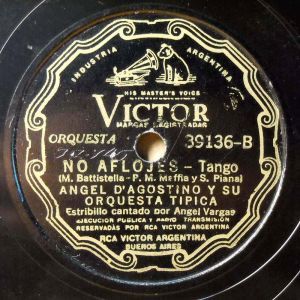 INDUSTRIA ARGENTINA
"HIS MASTER'S VOICE"
VICTOR
MARCAS REGISTRADAS
ORQUESTA 39136-B
NO AFLOJES - Tango
(M. Battistella - P. M. Meffia y S. Piana)
ANGEL D'AGOSTINO Y SU
ORQUESTA TIPICA
Estribillo cantado por Angel Vargas
EJECUCION PUBLICA Y RADIO TRANSMISION
RESERVADAS POR RCA VICTOR ARGENTINA
RCA VICTOR ARGENTINA
BUENOS AIRES